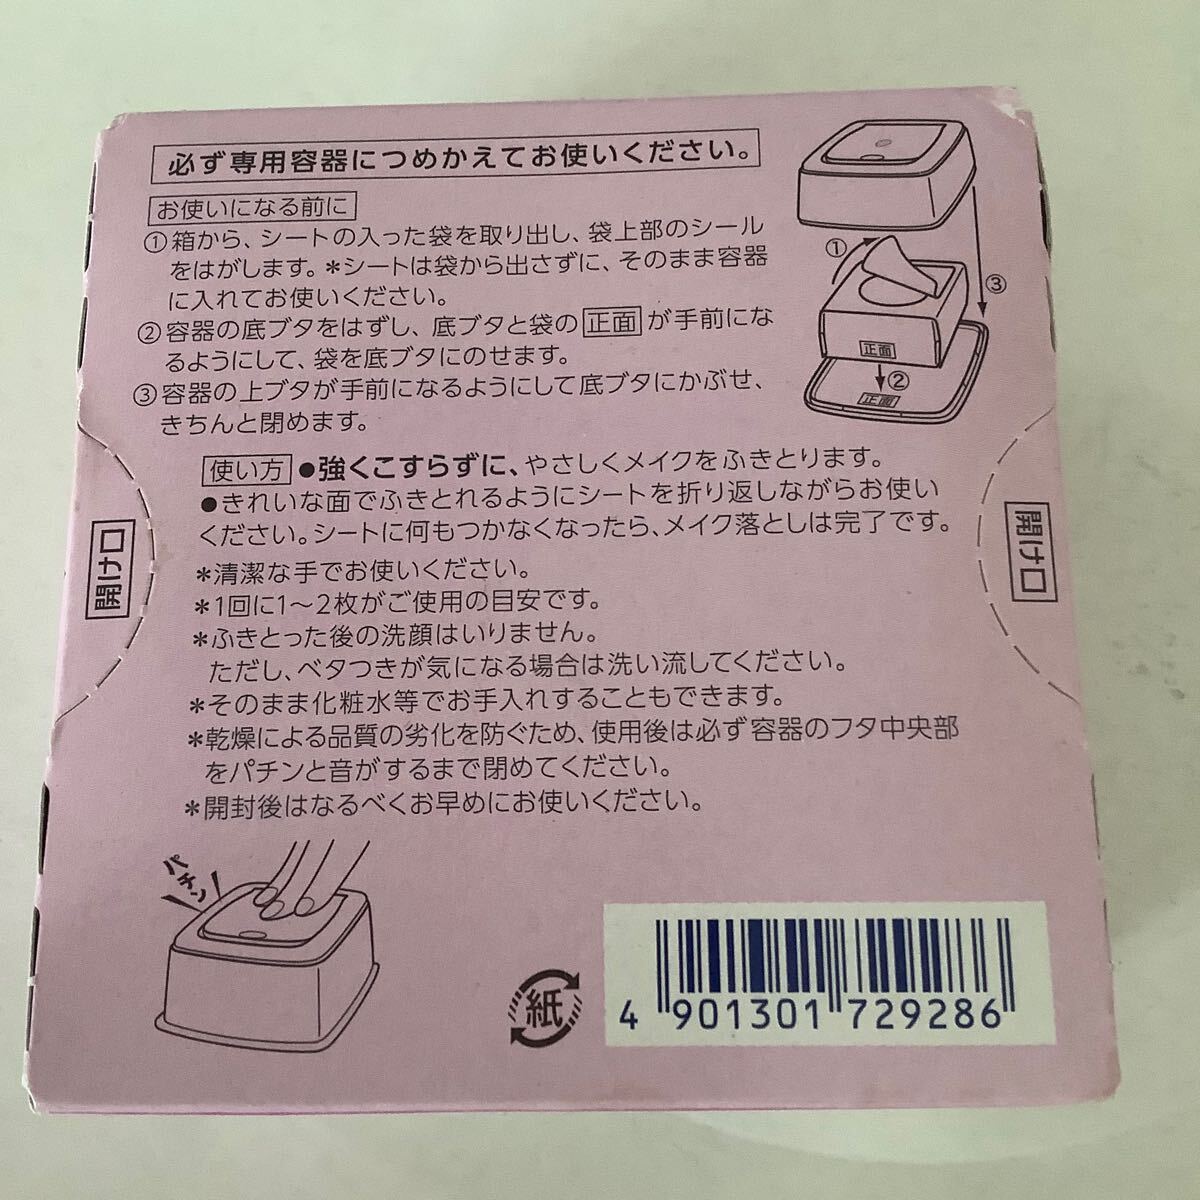 必ず専用容器につめかえてお使いください。
お使いになる前に
①箱から、シートの入った袋を取り出し、袋上部のシール
をはがします。＊シートは袋から出さずに、そのまま容器
に入れてお使いください。
②容器の底ブタをはずし、底ブタと袋の 正面 が手前にな
るようにして、袋を底ブタにのせます。
③容器の上ブタが手前になるようにして底ブタにかぶせ、
きちんと閉めます。
①
③
正面
②
正面
使い方 ●強くこすらずに、やさしくメイクをふきとります。
●きれいな面でふきとれるようにシートを折り返しながらお使い
ください。シートに何もつかなくなったら、メイク落としは完了です。
＊清潔な手でお使いください。
＊1回に1〜2枚がご使用の目安です。
＊ふきとった後の洗顔はいりません。
ただし、ベタつきが気になる場合は洗い流してください。
＊そのまま化粧水等でお手入れすることもできます。
＊乾燥による品質の劣化を防ぐため、使用後は必ず容器のフタ中央部
をパチンと音がするまで閉めてください。
＊開封後はなるべくお早めにお使いください。
開け口
開け口
パチン
紙
4 901301 729286